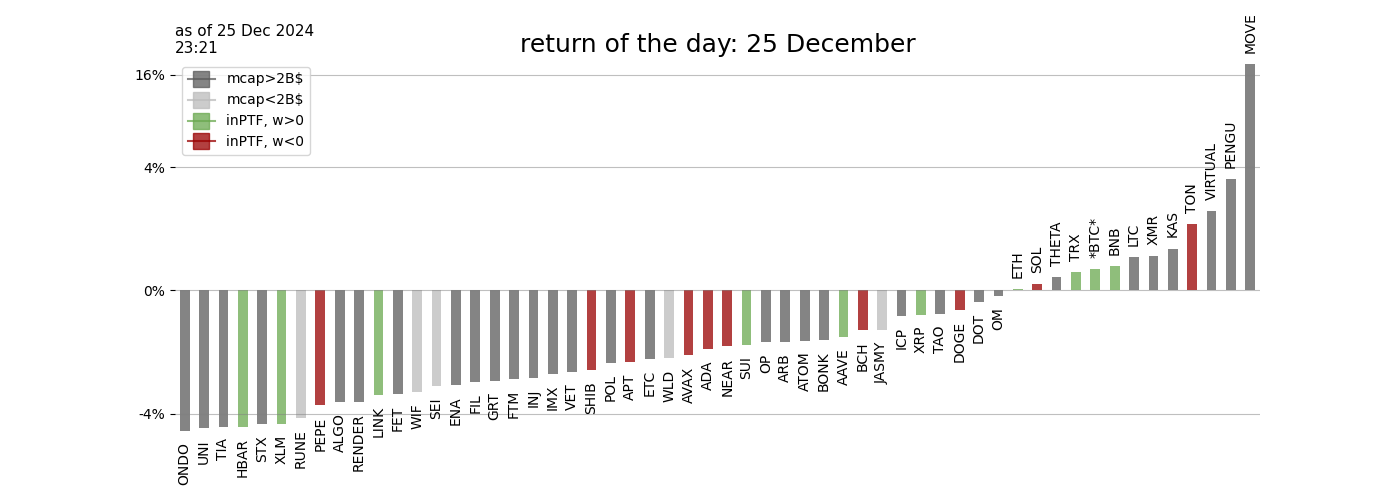 as of 25 Dec 2024
23:21
return of the day: 25 December
16%
4%
0%
-4%
mcap>2B$
mcap<2B$
inPTF, w>0
inPTF, w<0
ONDO
UNI
TIA
HBAR
STX
XLM
RUNE
PEPE
ALGO
RENDER
LINK
FET
WIF
SEI
ENA
FIL
GRT
FTM
INJ
IMX
VET
SHIB
POL
APT
ETC
WLD
AVAX
ADA
NEAR
SUI
OP
ARB
ATOM
BONK
AAVE
BCH
JASMY
ICP
XRP
TAO
DOGE
DOT
OM
ETH
SOL
THETA
TRX
*BTC*
BNB
LTC
XMR
KAS
TON
VIRTUAL
PENGU
MOVE